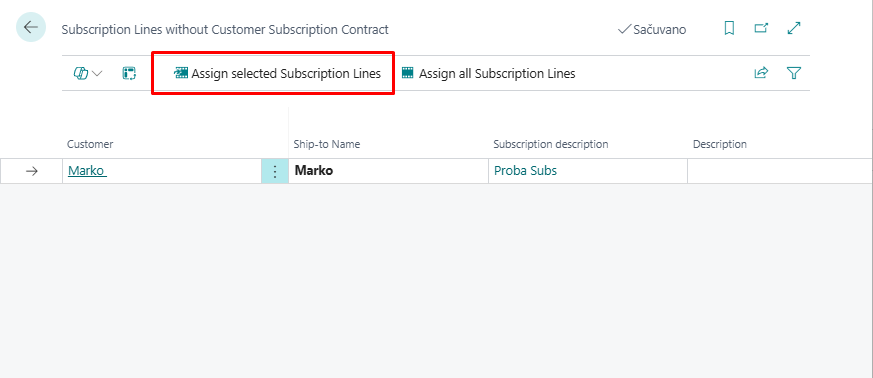 Subscription Lines without Customer Subscription Contract
Sačuvano
Assign selected Subscription Lines
Assign all Subscription Lines
Customer
Ship-to Name
Subscription description
Description
Marko
Marko
Proba Subs